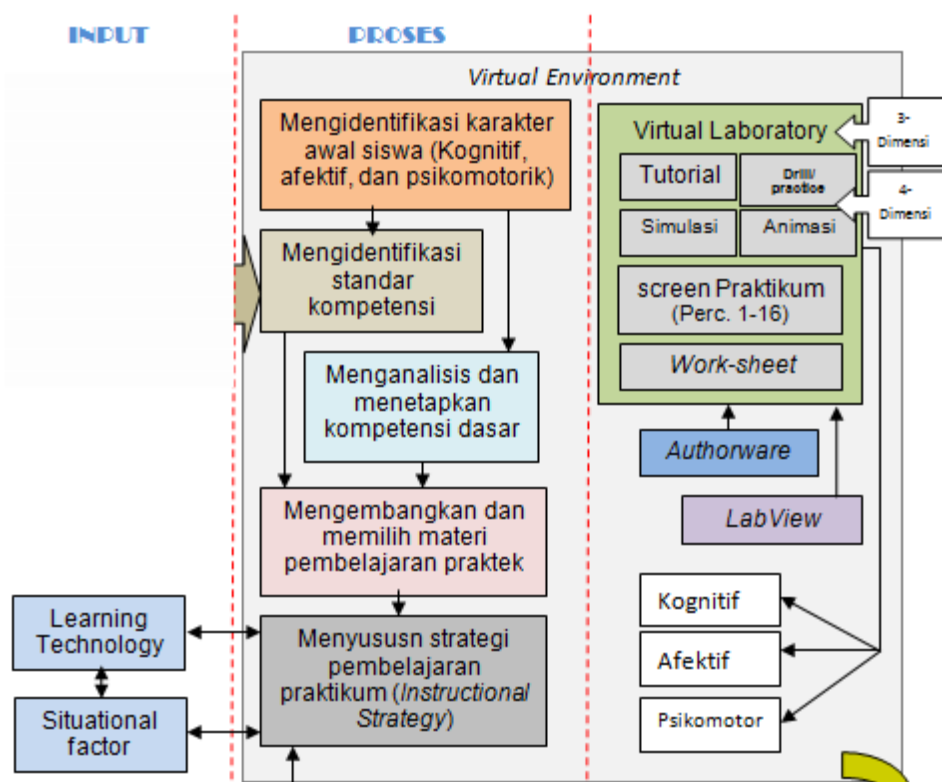 INPUT
PROSES
Virtual Environment
Mengidentifikasi karakter
awal siswa (Kognitif,
afektif, dan psikomotorik)
Mengidentifikasi
standar
kompetensi
Menganalisis dan
menetapkan
kompetensi dasar
Mengembangkan dan
memilih materi
pembelajaran praktek
Learning
Technology
Situational
factor
Menyususn strategi
pembelajaran
praktikum (Instructional
Strategy)
Virtual Laboratory
3-
Dimensi
4-
Dimensi
Tutorial
Drill/
practice
Simulasi
Animasi
screen Praktikum
(Perc. 1-16)
Work-sheet
Authorware
LabView
Kognitif
Afektif
Psikomotor